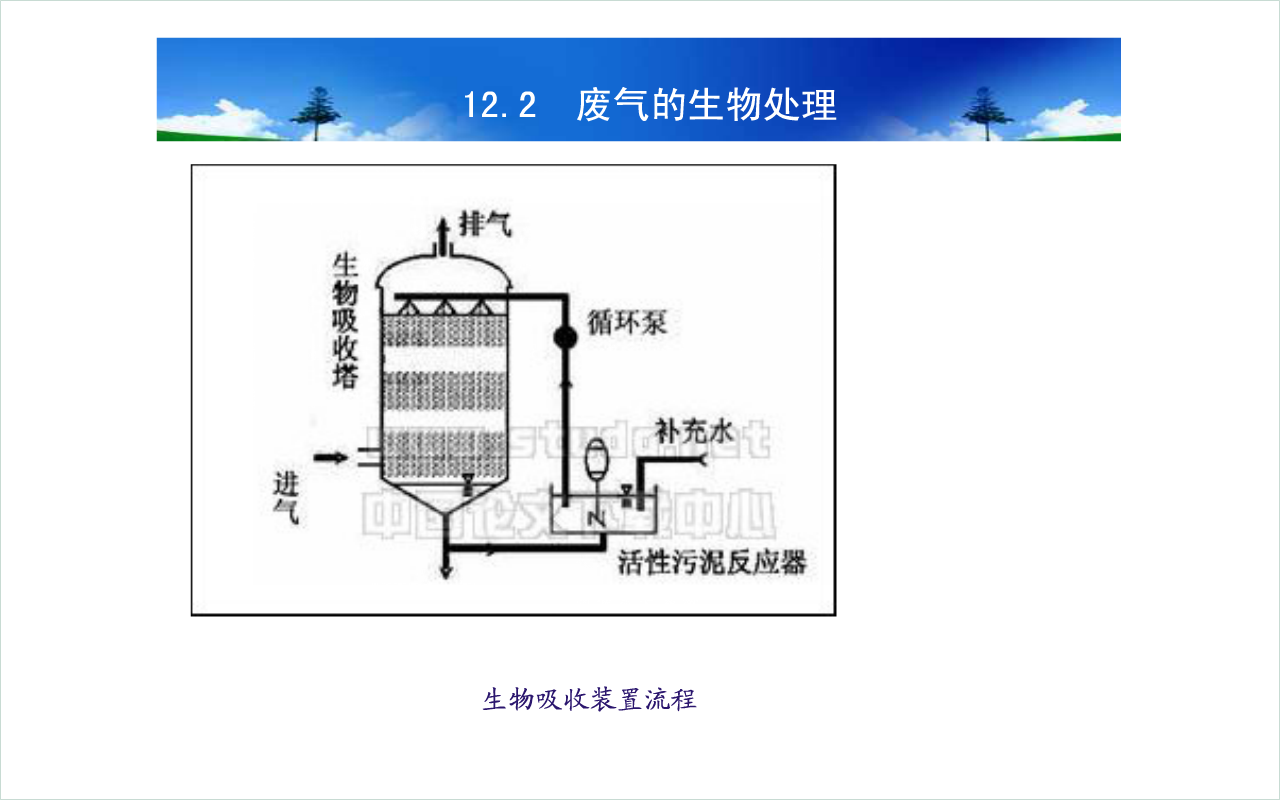 12.2 废气的生物处理
排气
生物吸收塔
循环泵
补充水
进气
活性污泥反应器
生物吸收装置流程